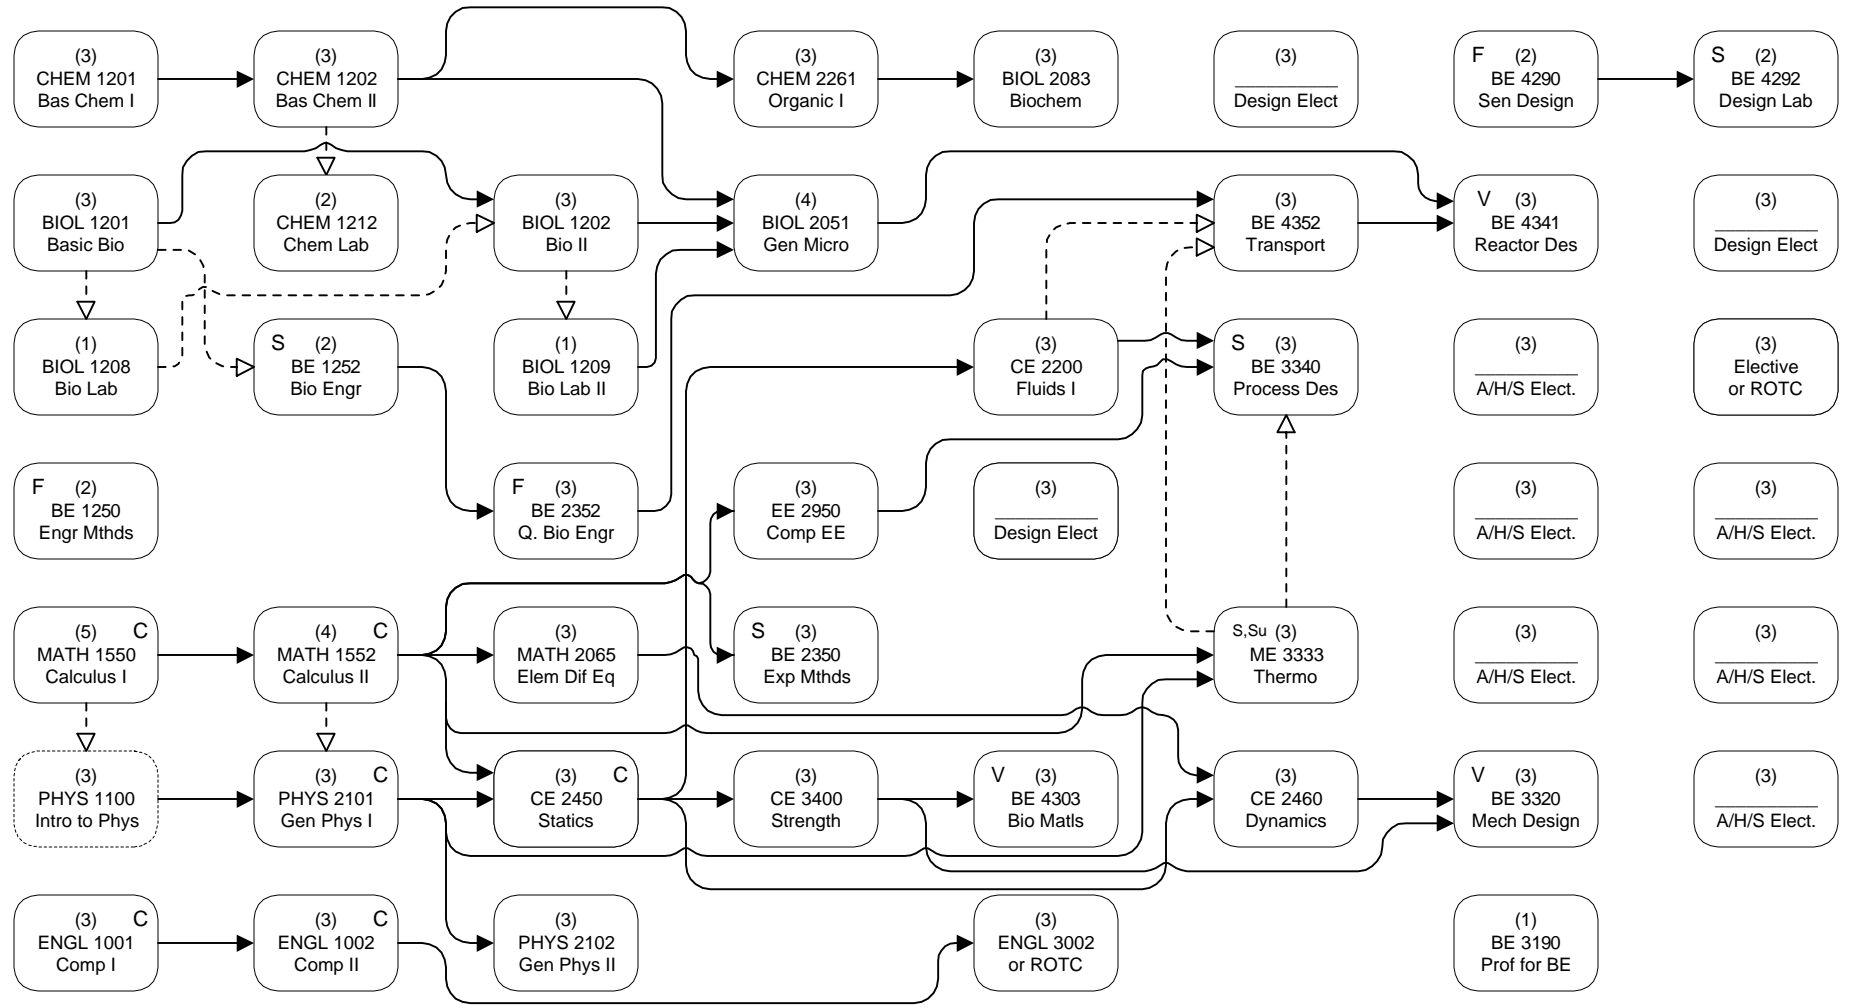 (3)
CHEM 1201
Bas Chem I
(3)
CHEM 1202
Bas Chem II
(3)
CHEM 2261
Organic I
(3)
BIOL 2083
Biochem
(3)
Design Elect
F (2)
BE 4290
Sen Design
S (2)
BE 4292
Design Lab
(3)
BIOL 1201
Basic Bio
(2)
CHEM 1212
Chem Lab
(3)
BIOL 1202
Bio II
(4)
BIOL 2051
Gen Micro
(3)
BE 4352
Transport
V (3)
BE 4341
Reactor Des
(3)
Design Elect
(1)
BIOL 1208
Bio Lab
S (2)
BE 1252
Bio Engr
(1)
BIOL 1209
Bio Lab II
(3)
CE 2200
Fluids I
S (3)
BE 3340
Process Des
(3)
A/H/S Elect.
(3)
Elective
or ROTC
F (2)
BE 1250
Engr Mthds
F (3)
BE 2352
Q. Bio Engr
(3)
EE 2950
Comp EE
(3)
Design Elect
(3)
A/H/S Elect.
(3)
A/H/S Elect.
(5) C
MATH 1550
Calculus I
(4) C
MATH 1552
Calculus II
(3)
MATH 2065
Elem Dif Eq
S (3)
BE 2350
Exp Mthds
S,Su (3)
ME 3333
Thermo
(3)
A/H/S Elect.
(3)
A/H/S Elect.
(3)
PHYS 1100
Intro to Phys
(3) C
PHYS 2101
Gen Phys I
(3) C
CE 2450
Statics
(3)
CE 3400
Strength
V (3)
BE 4303
Bio Matls
(3)
CE 2460
Dynamics
V (3)
BE 3320
Mech Design
(3)
A/H/S Elect.
(3) C
ENGL 1001
Comp I
(3) C
ENGL 1002
Comp II
(3)
PHYS 2102
Gen Phys II
(3)
ENGL 3002
or ROTC
(1)
BE 3190
Prof for BE